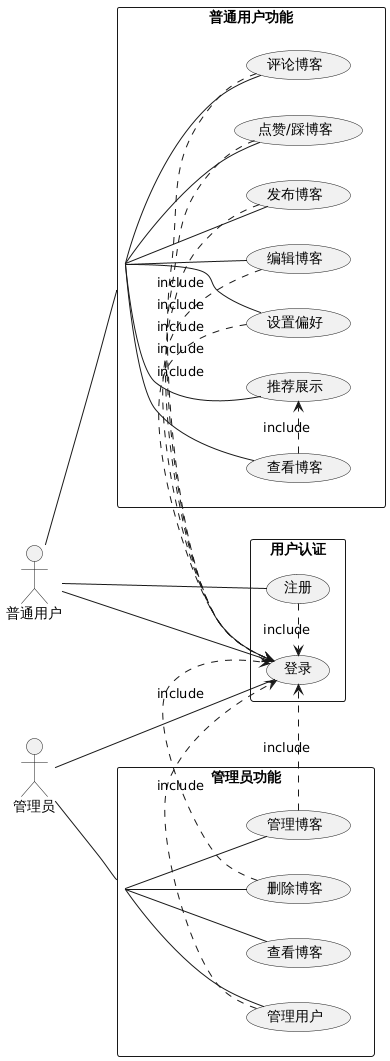 普通用户功能
评论博客
点赞/踩博客
发布博客
编辑博客
include
include
设置偏好
include
include
include
推荐展示
include
查看博客
用户认证
普通用户
注册
include
登录
include
管理员
include
管理员功能
include
管理博客
删除博客
查看博客
管理用户